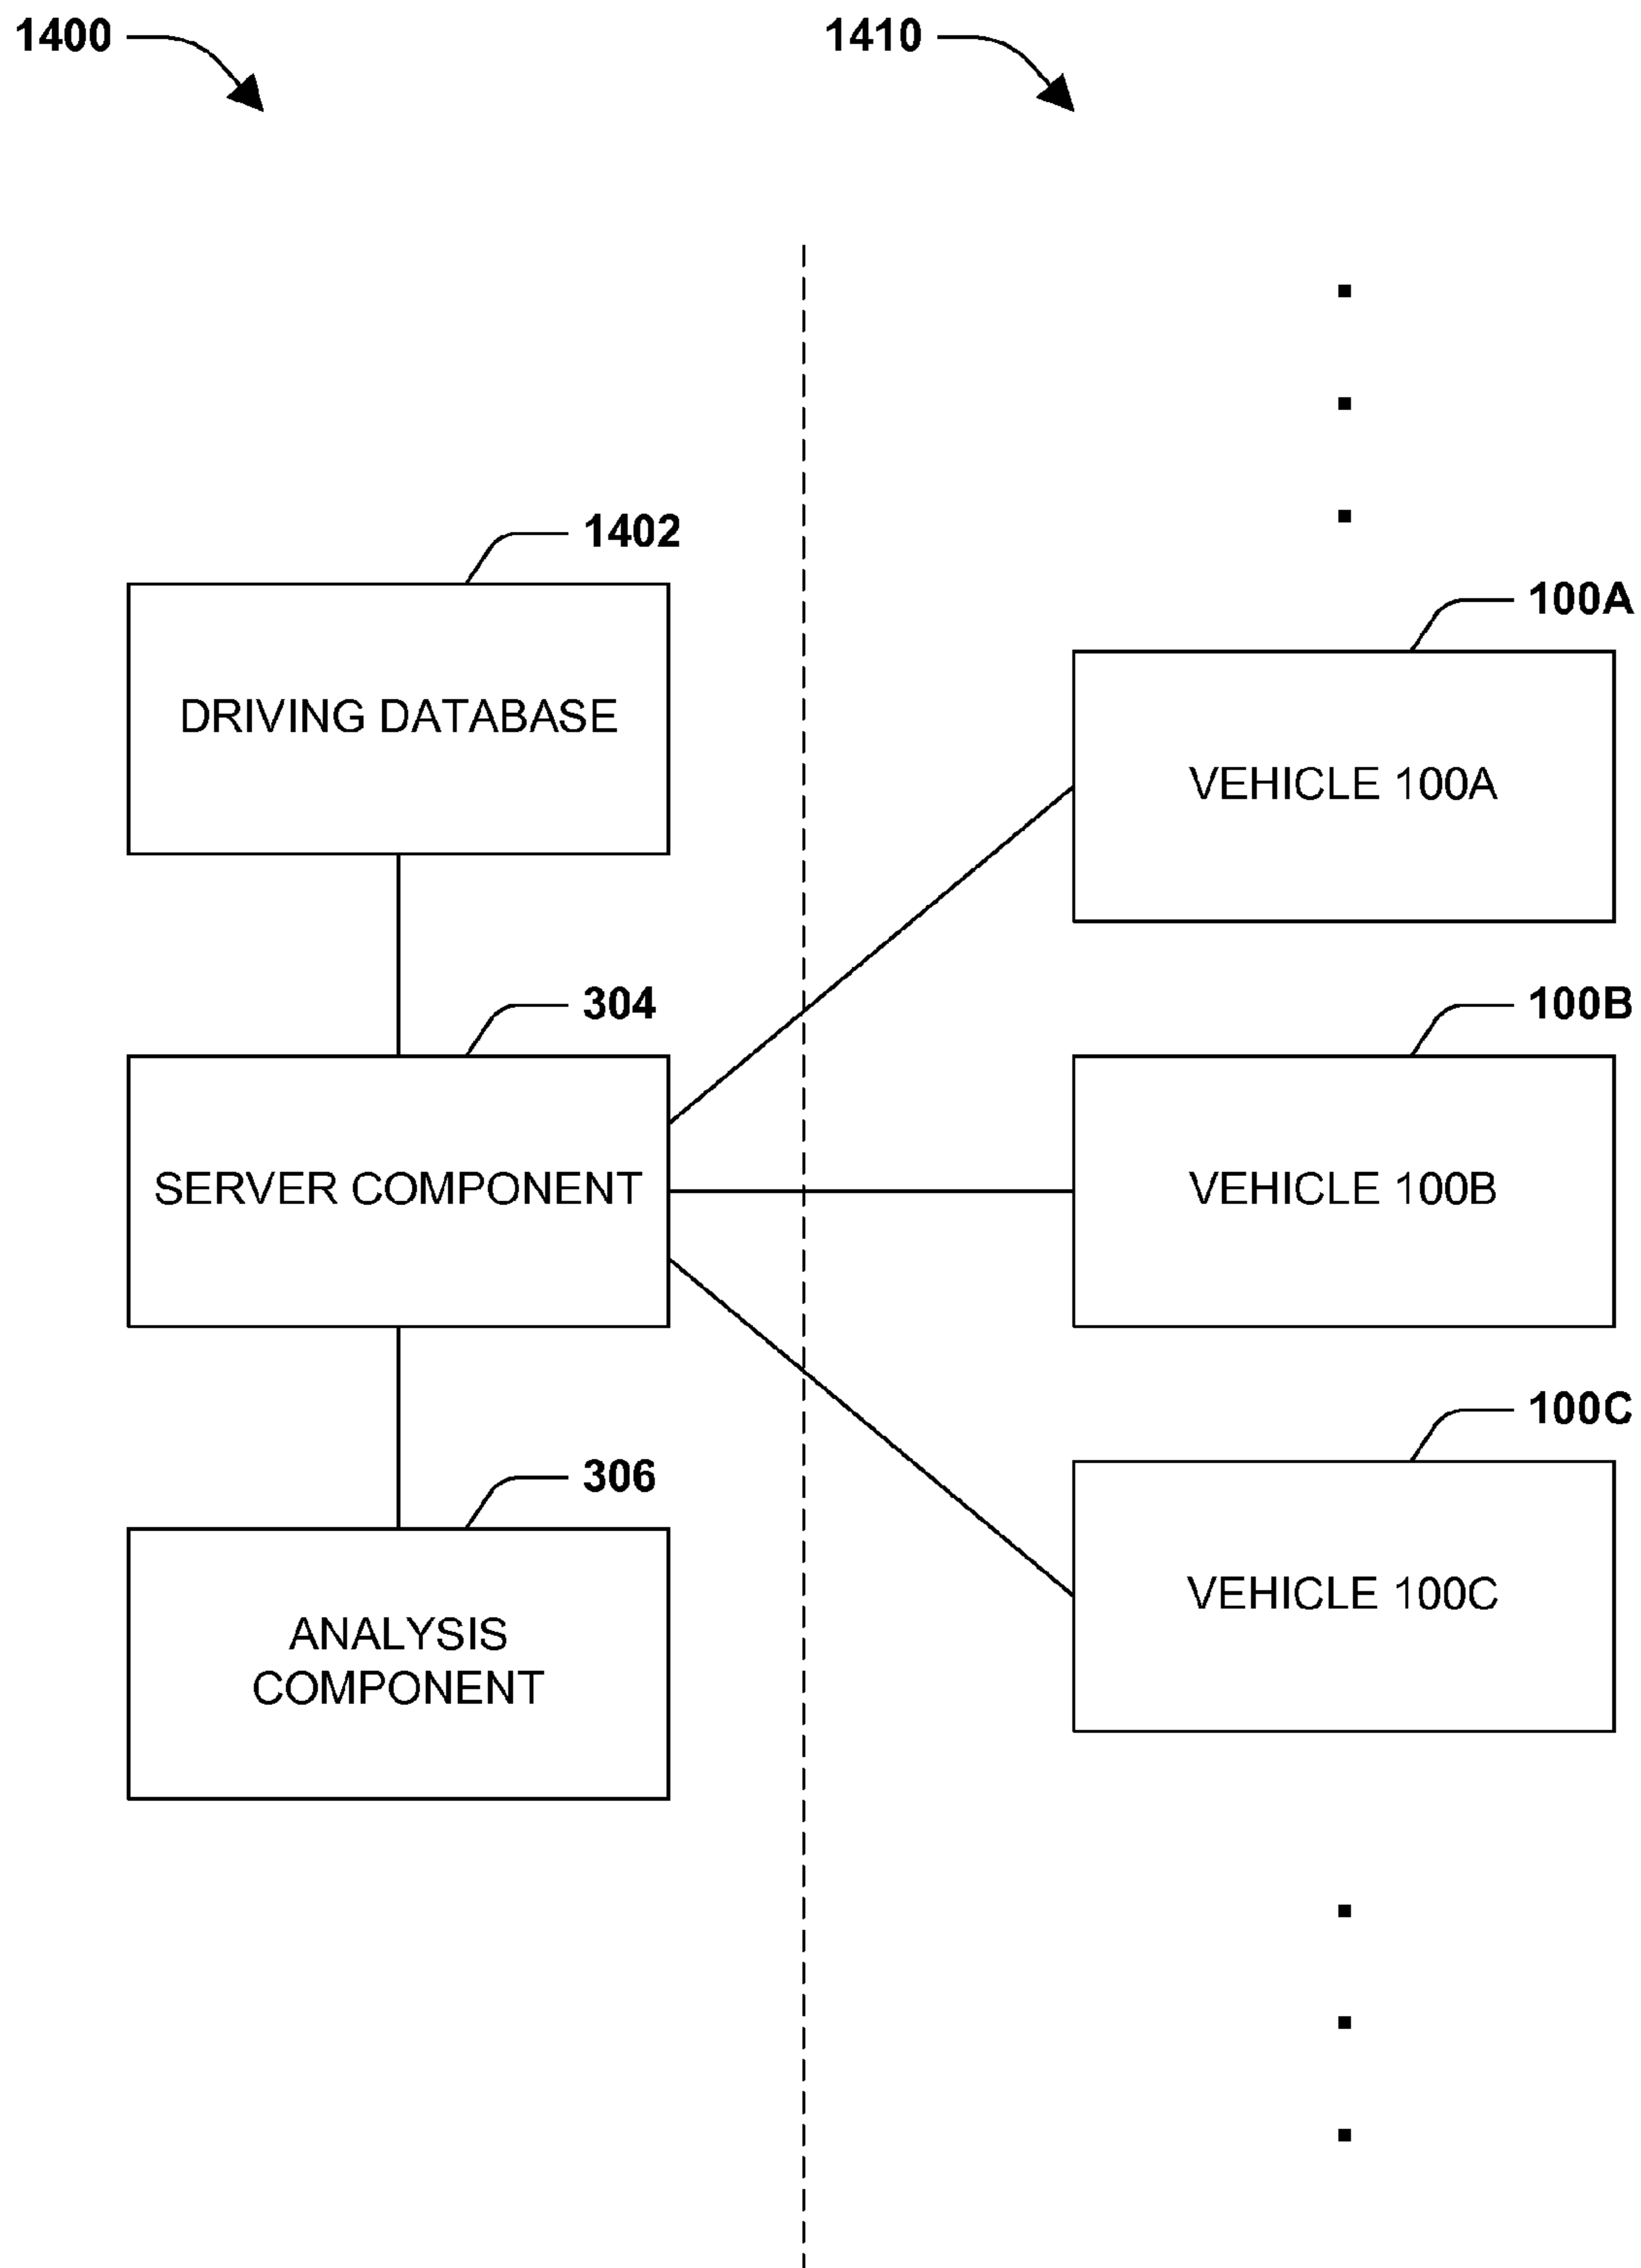 1400
1410
1402
DRIVING DATABASE
100A
VEHICLE 100A
304
SERVER COMPONENT
100B
VEHICLE 100B
306
ANALYSIS
COMPONENT
100C
VEHICLE 100C